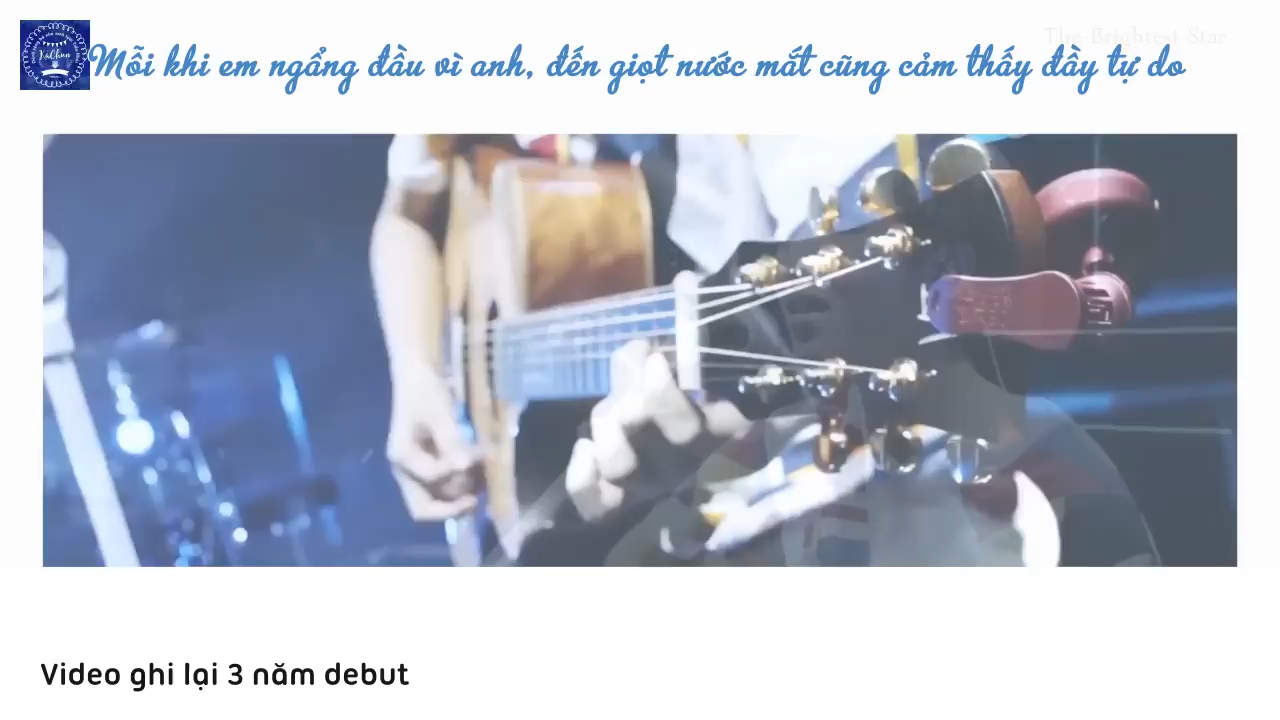 The-Brightest-Star
Mỗi khi em ngẩng đầu vì anh, đến giọt nước mắt cũng cảm thấy đầy tự do
Video ghi lại 3 năm debut